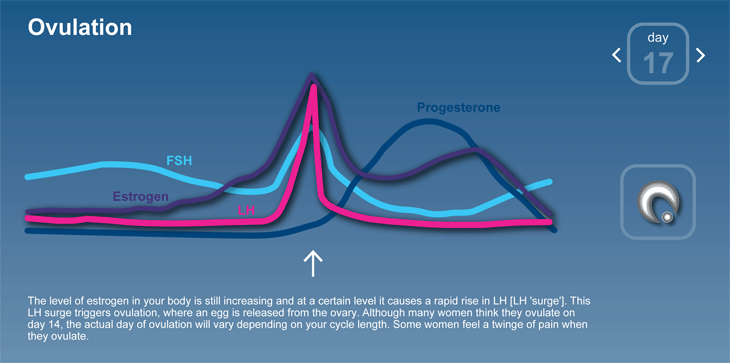 Ovulation
day
17
Progesterone
FSH
Estrogen
LH
The level of estrogen in your body is still increasing and at a certain level it causes a rapid rise in LH [LH 'surge']. This
LH surge triggers ovulation, where an egg is released from the ovary. Although many women think they ovulate on
day 14, the actual day of ovulation will vary depending on your cycle length. Some women feel a twinge of pain when
they ovulate.